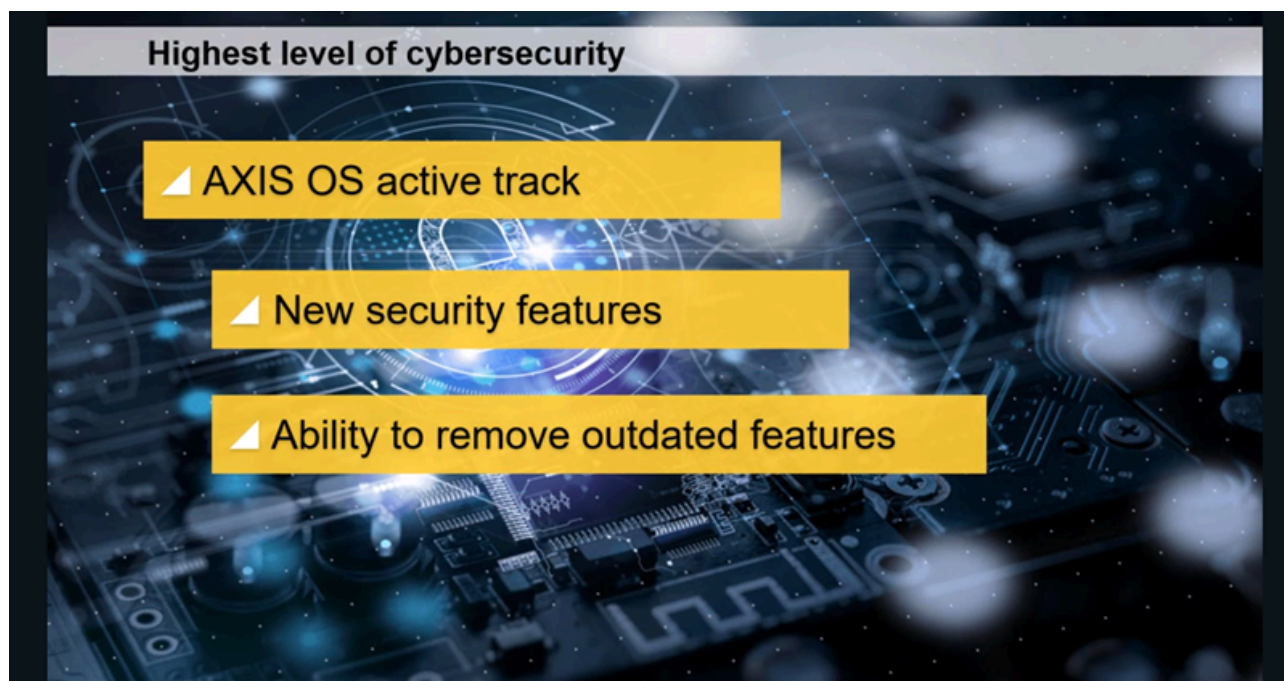 Highest level of cybersecurity
AXIS OS active track
New security features
Ability to remove outdated features